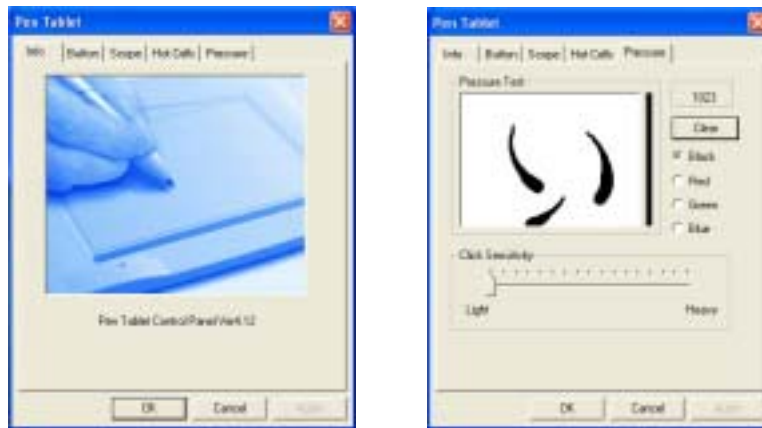 Pen Tablet
Info Button Scope Hot Cells Pressure
Pen Tablet Control Panel Ver4.12
OK Cancel Apply
Pen Tablet
Info Button Scope Hot Cells Pressure
Pressure Test
1023
Clear
Black
Red
Green
Blue
Click Sensitivity
Light Heavy
OK Cancel Apply